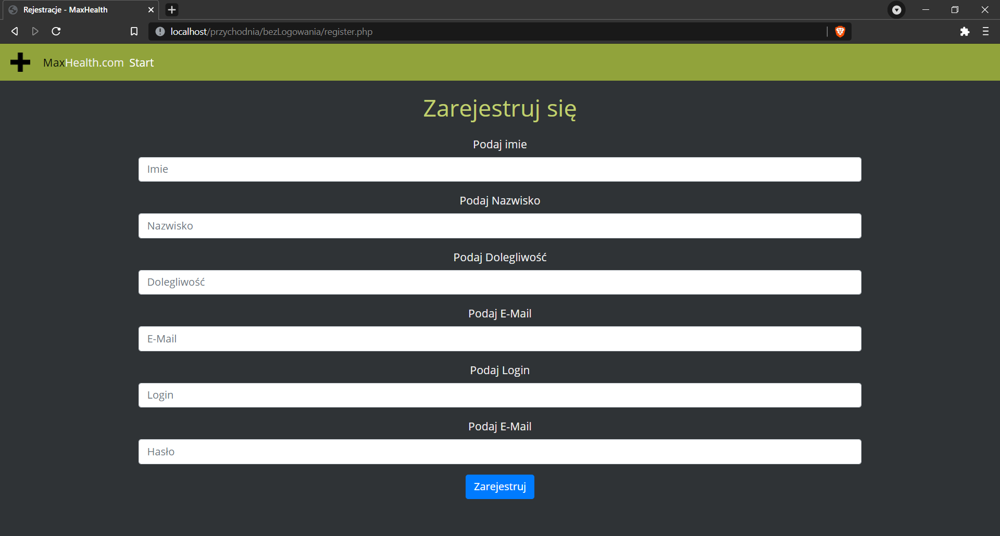 Rejestracje - MaxHealth
localhost/przychodnia/bezLogowania/register.php
MaxHealth.com Start
Zarejestruj się
Podaj imie
Imie
Podaj Nazwisko
Nazwisko
Podaj Dolegliwość
Dolegliwość
Podaj E-Mail
E-Mail
Podaj Login
Login
Podaj E-Mail
Hasło
Zarejestruj